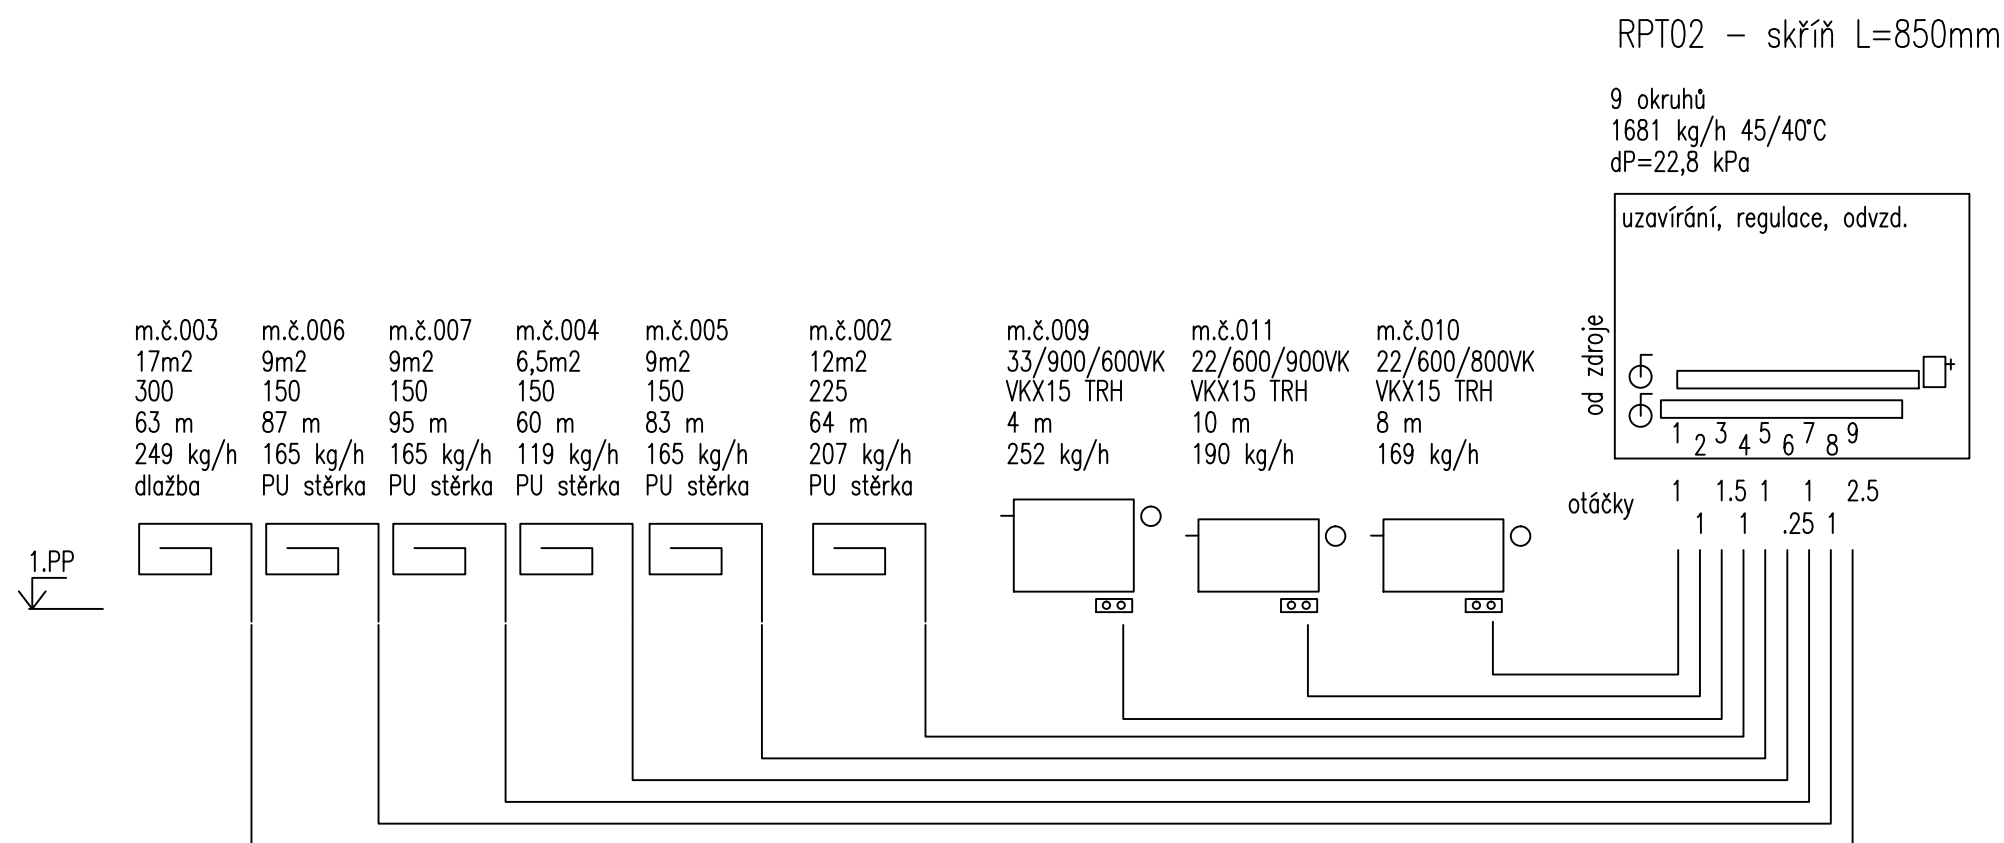 RPT02 – skříň L=850mm
9 okruhů
1681 kg/h 45/40°C
dP=22,8 kPa
uzavírání, regulace, odvzd.
od zdroje
1 2 3 4 5 6 7 8 9
otáčky
1 1 1.5 1 1 .25 1 1 2.5
m.č.003
17m2
300
63 m
249 kg/h
dlažba
m.č.006
9m2
150
87 m
165 kg/h
PU stěrka
m.č.007
9m2
150
95 m
165 kg/h
PU stěrka
m.č.004
6,5m2
150
60 m
119 kg/h
PU stěrka
m.č.005
9m2
150
83 m
165 kg/h
PU stěrka
m.č.002
12m2
225
64 m
207 kg/h
PU stěrka
m.č.009
33/900/600VK
VKX15 TRH
4 m
252 kg/h
m.č.011
22/600/900VK
VKX15 TRH
10 m
190 kg/h
m.č.010
22/600/800VK
VKX15 TRH
8 m
169 kg/h
1.PP